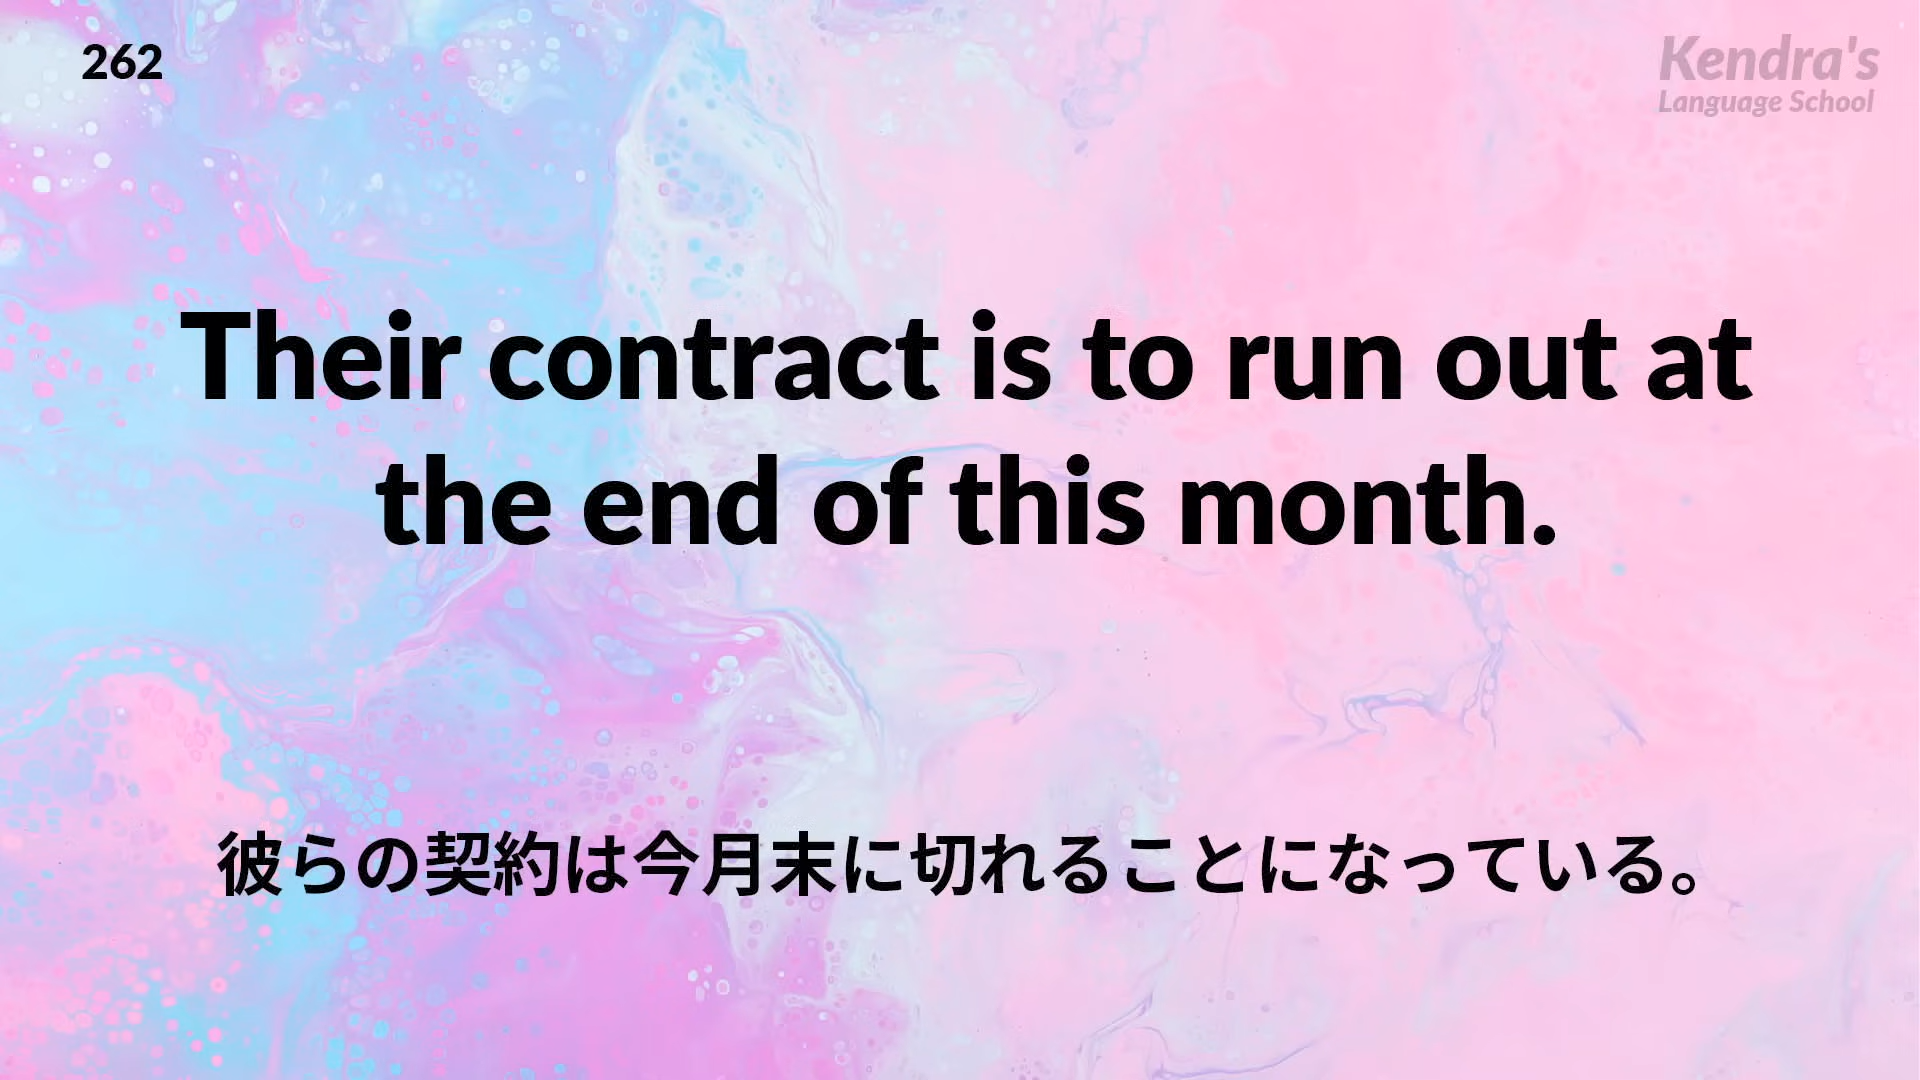 262
Kendra's
Language School
Their contract is to run out at
the end of this month.
彼らの契約は今月末に切れることになっている。